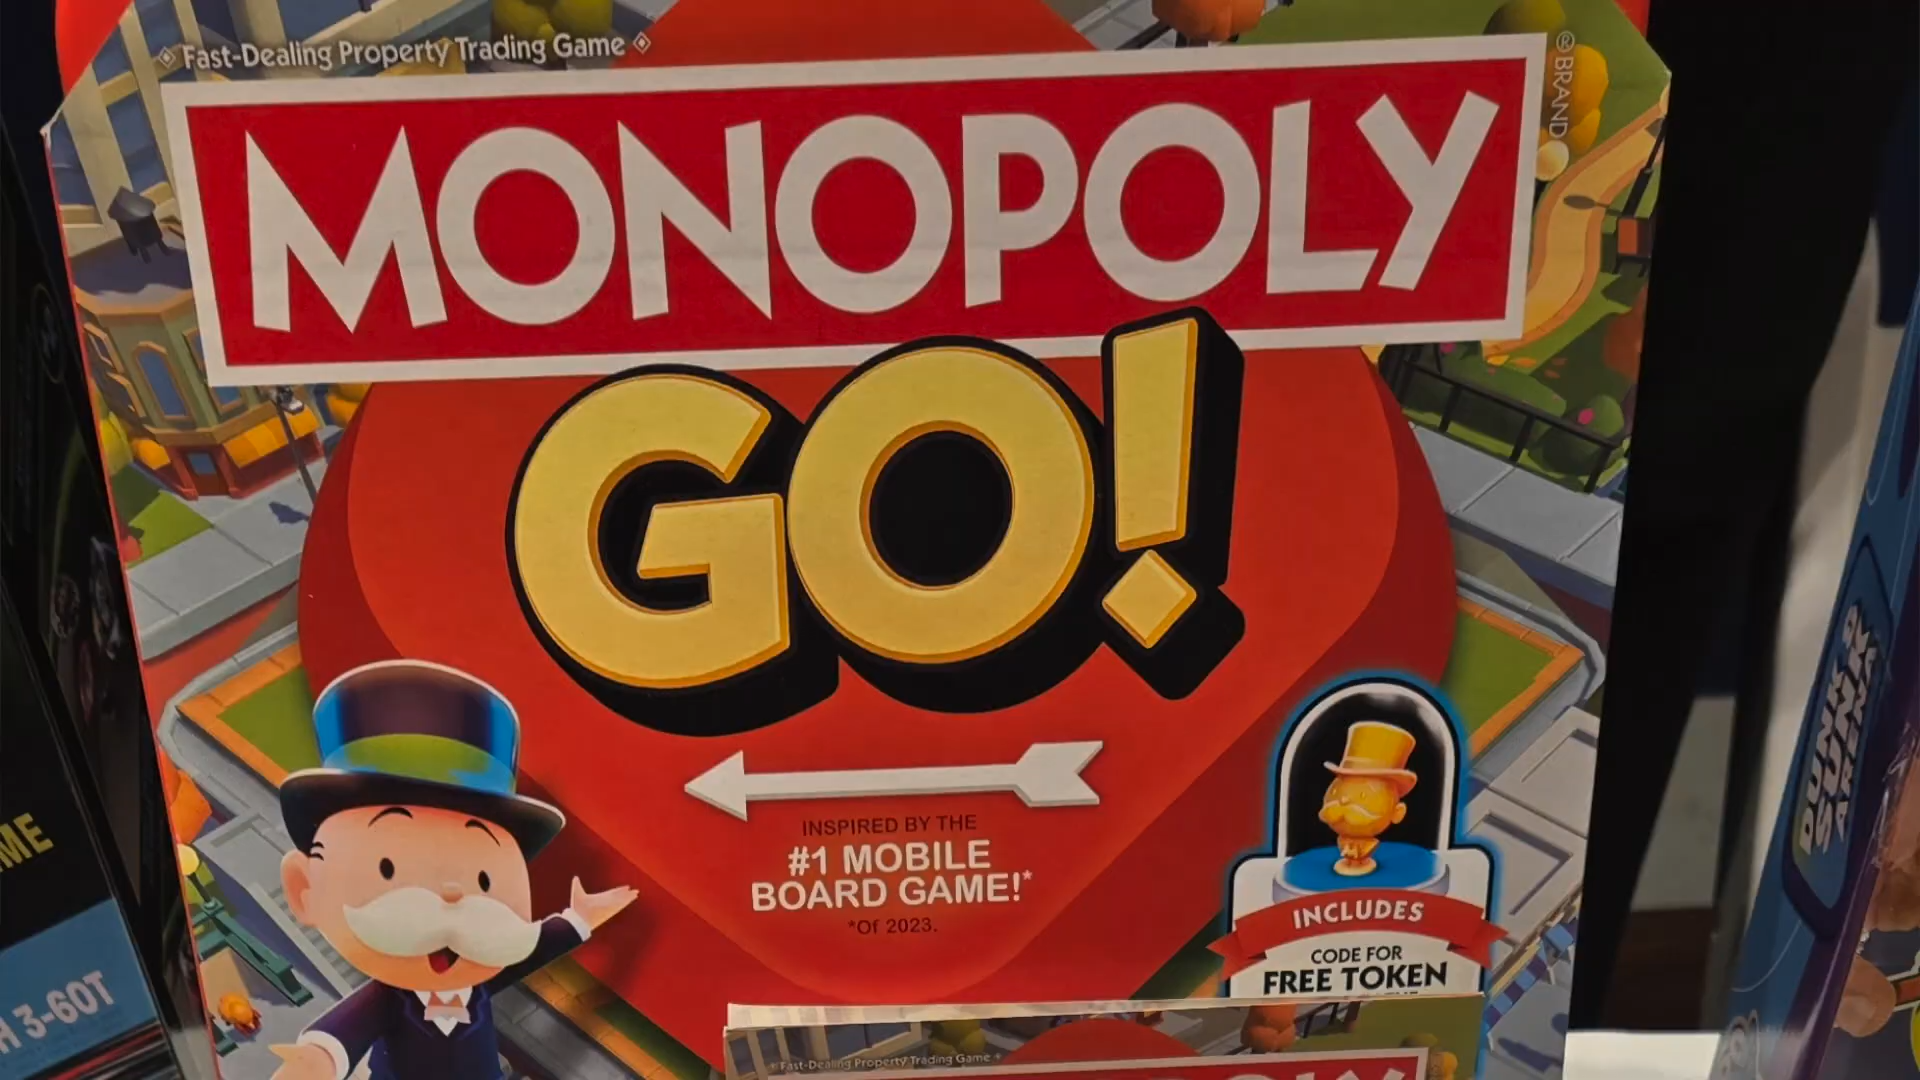 Fast-Dealing Property Trading Game
MONOPOLY
®BRAND
GO!
INSPIRED BY THE
#1 MOBILE
BOARD GAME!*
*Of 2023.
INCLUDES
CODE FOR
FREE TOKEN
Fast-Dealing Property Trading Game
ME
H 3-60T